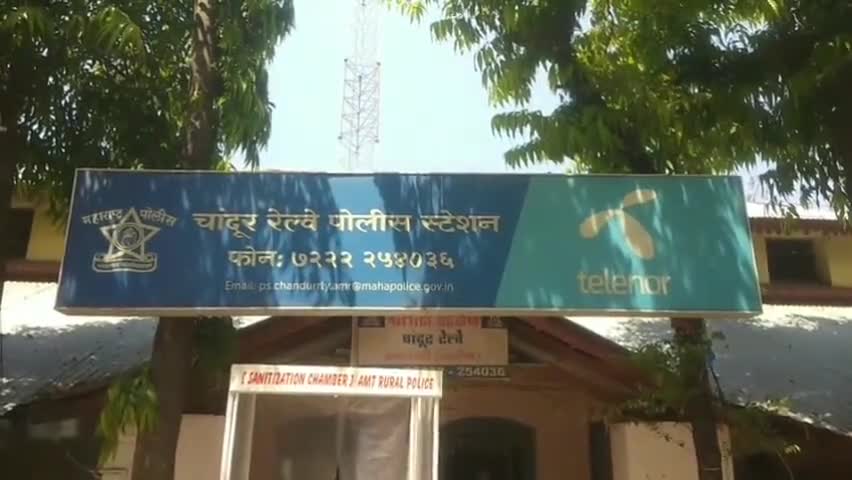 महाराष्ट्र पोलीस
चांदूर रेल्वे पोलीस स्टेशन
फोन: ७२२२ २५४०३६
Email: ps.chandurrly.amr@mahapolice.gov.in
telenor
चांदूर रेल्वे
- 254036
[ SANITIZATION CHAMBER ] AMT RURAL POLICE